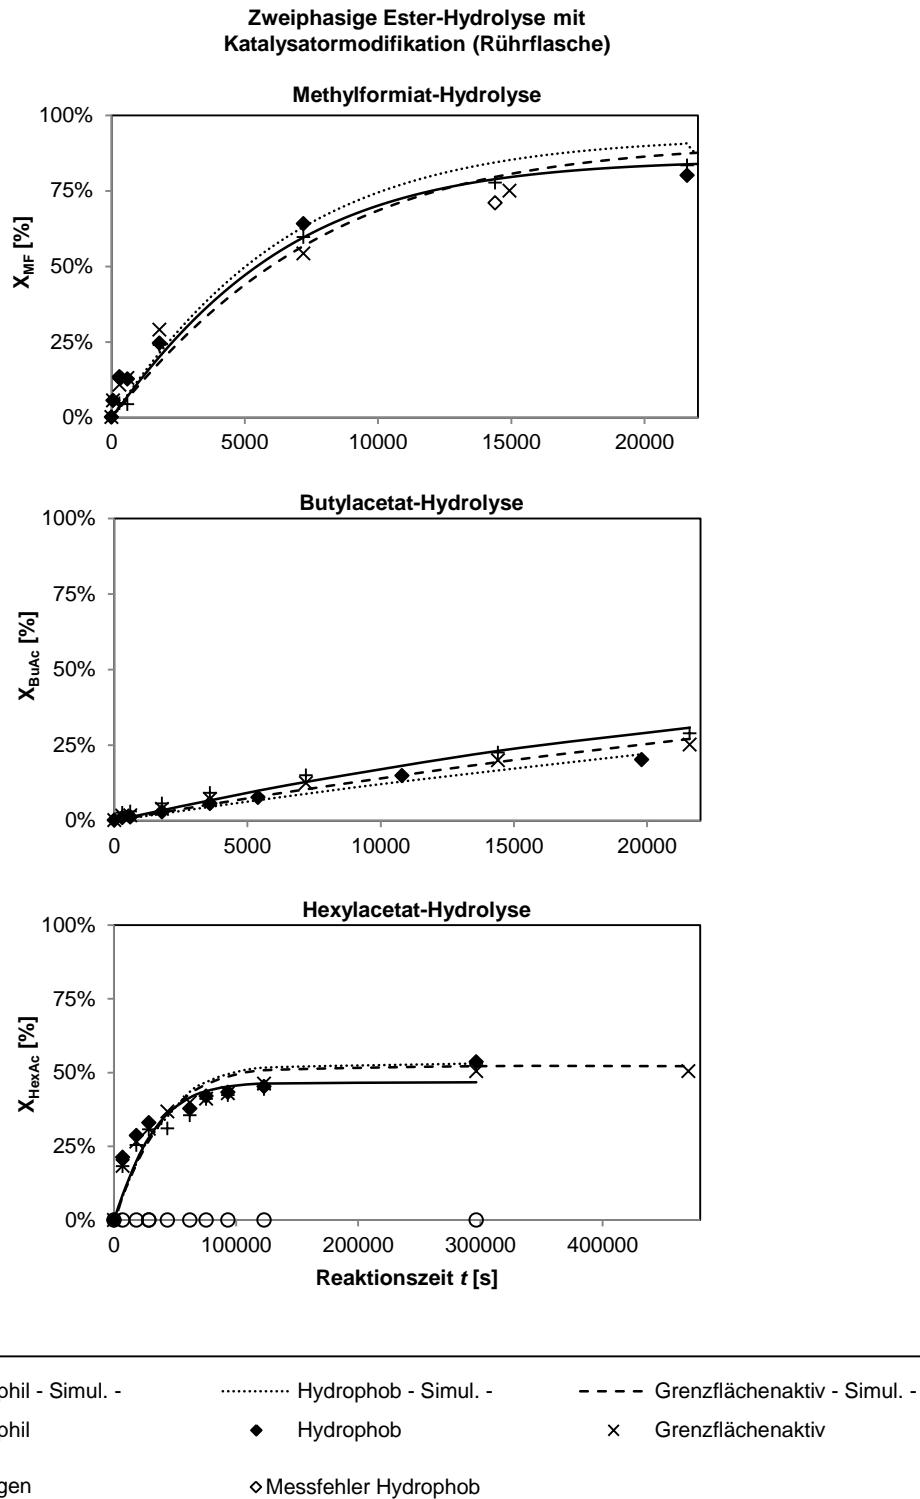 Zweiphasige Ester-Hydrolyse mit
Katalysatormodifikation (Rührflasche)
Methylformiat-Hydrolyse
100%
75%
50%
25%
0%
X_MF [%]
0 5000 10000 15000 20000
Butylacetat-Hydrolyse
100%
75%
50%
25%
0%
X_BuAc [%]
0 5000 10000 15000 20000
Hexylacetat-Hydrolyse
100%
75%
50%
25%
0%
X_HexAc [%]
0 100000 200000 300000 400000
Reaktionszeit t [s]
phil - Simul. - Hydrophob - Simul. - Grenzflächenaktiv - Simul. -
phil Hydrophob Grenzflächenaktiv
gen Messfehler Hydrophob